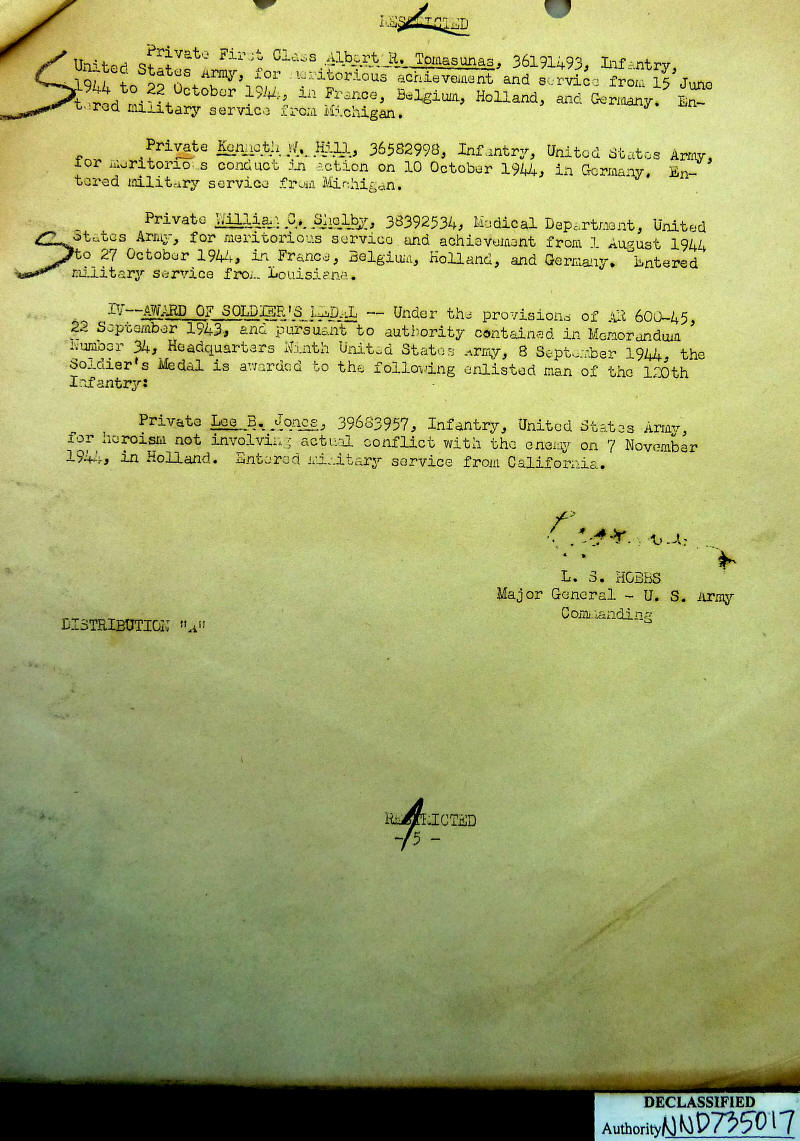 RESTRICTED
Private First Class Albert R. Tomasunas, 36191493, Infantry,
United States Army, for meritorious achievement and service from 15 June
1944 to 22 October 1944, in France, Belgium, Holland, and Germany. En-
tered military service from Michigan.
Private Kenneth W. Hill, 36582998, Infantry, United States Army,
for meritorious conduct in action on 10 October 1944, in Germany. En-
tered military service from Michigan.
Private William C. Shelby, 38392534, Medical Department, United
States Army, for meritorious service and achievement from 1 August 1944
to 27 October 1944, in France, Belgium, Holland, and Germany. Entered
military service from Louisiana.
IV--AWARD OF SOLDIER'S MEDAL -- Under the provisions of AR 600-45,
22 September 1943, and pursuant to authority contained in Memorandum
Number 34, Headquarters Ninth United States Army, 8 September 1944, the
Soldier's Medal is awarded to the following enlisted man of the 120th
Infantry:
Private Lee B. Jones, 39683957, Infantry, United States Army,
for heroism not involving actual conflict with the enemy on 7 November
1944, in Holland. Entered military service from California.
L. S. HOBBS
Major General - U. S. Army
Commanding
DISTRIBUTION "A"
RESTRICTED
- 5 -
DECLASSIFIED
Authority NND735017